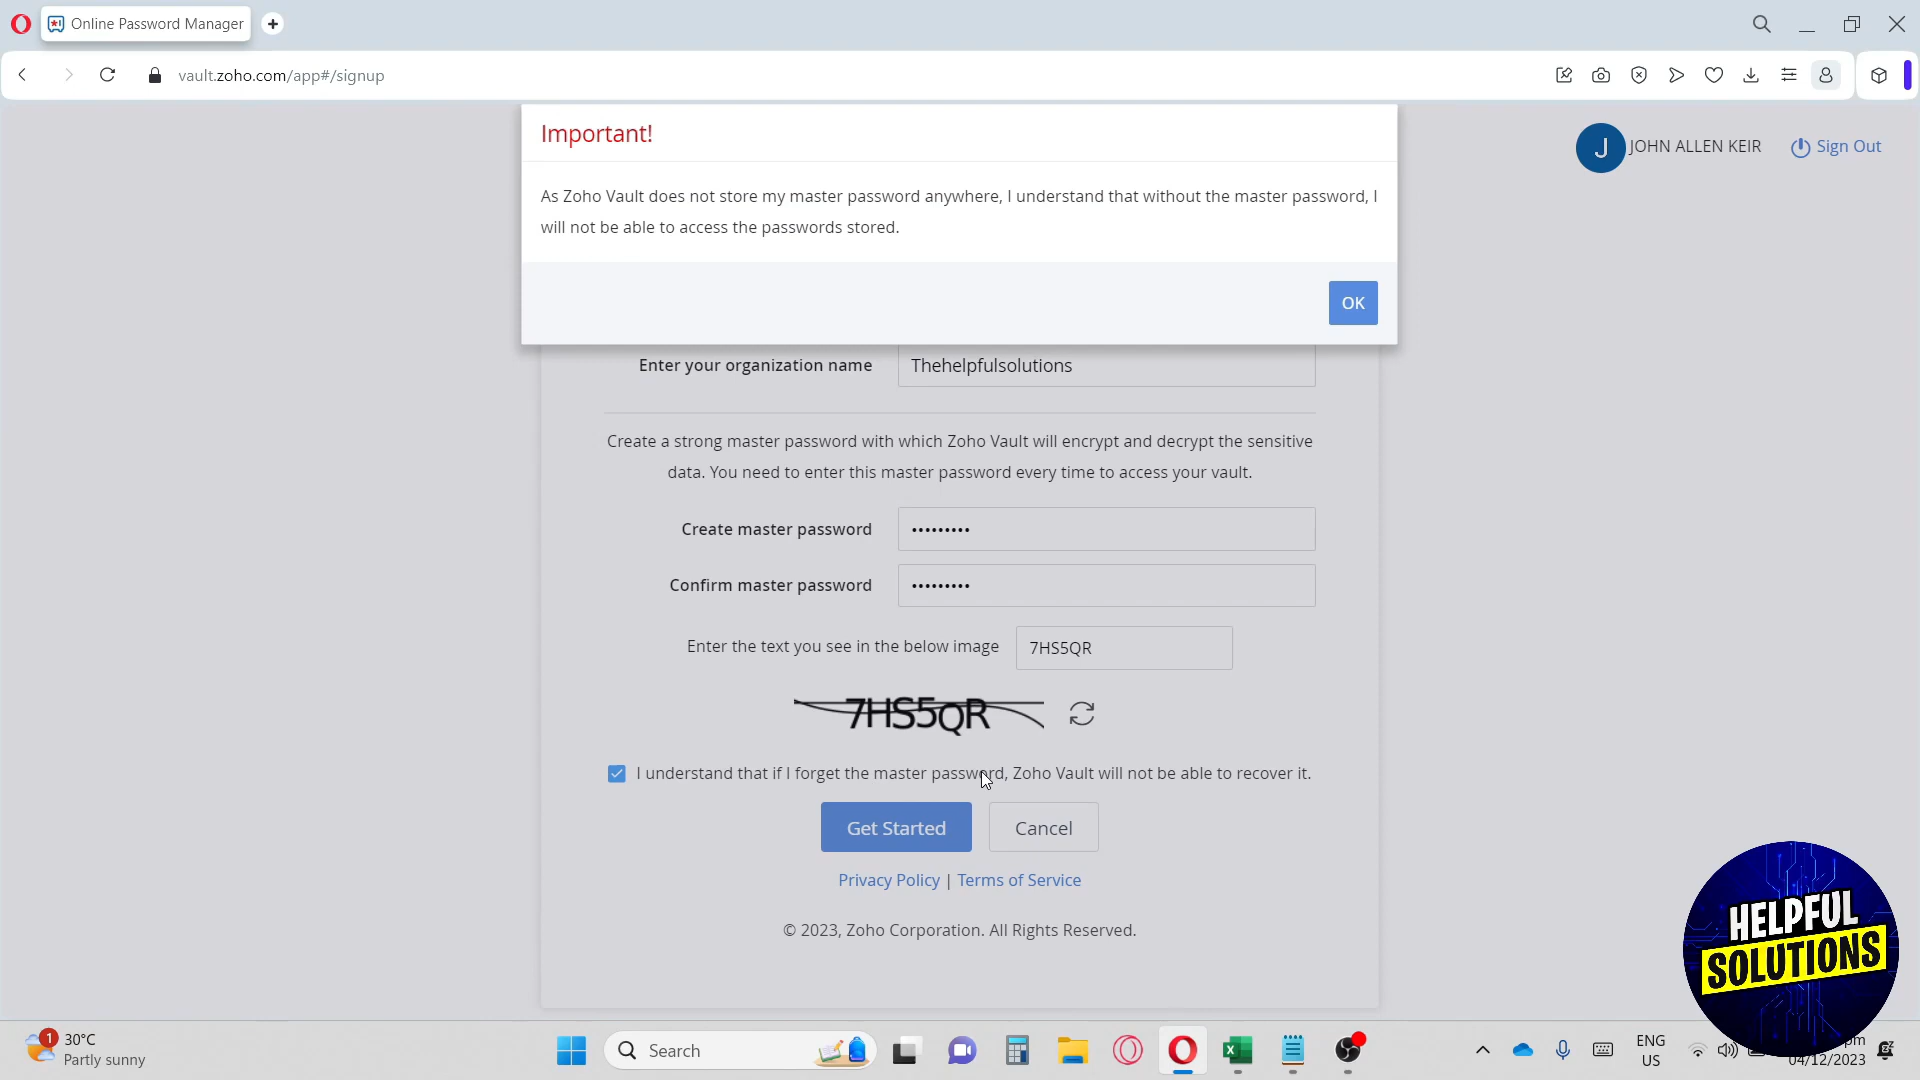 Online Password Manager
vault.zoho.com/app#/signup
Important!
J JOHN ALLEN KEIR Sign Out
As Zoho Vault does not store my master password anywhere, I understand that without the master password, I
will not be able to access the passwords stored.
OK
Enter your organization name Thehelpfulsolutions
Create a strong master password with which Zoho Vault will encrypt and decrypt the sensitive
data. You need to enter this master password every time to access your vault.
Create master password •••••••••
Confirm master password •••••••••
Enter the text you see in the below image 7HS5QR
7HS5QR
I understand that if I forget the master password, Zoho Vault will not be able to recover it.
Get Started Cancel
Privacy Policy | Terms of Service
© 2023, Zoho Corporation. All Rights Reserved.
HELPFUL
SOLUTIONS
1 30°C
Partly sunny
Search
ENG
US
pm
04/12/2023